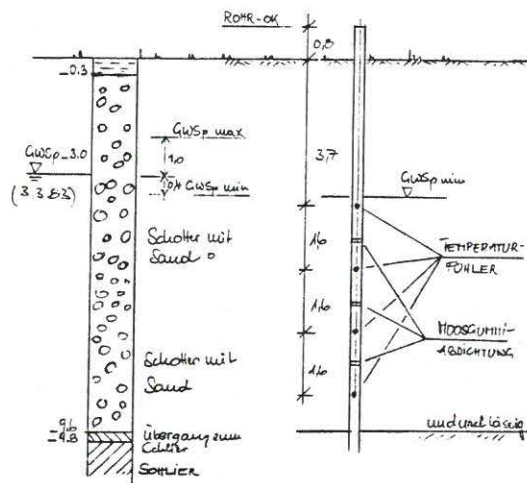 ROHR-OK
0,8
-0.3
GWSp max
GWSp -3.0
1,0
3,7
(3.3.83)
0,4 GWSp min
GWSp min
Schotter mit
Sand
1,6
TEMPERATUR-
FÜHLER
1,6
MOOSGUMMI-
ABDICHTUNG
Schotter mit
Sand
1,6
-9.6
-9.8
Übergang zum
Schlier
undurchlässig
SCHLIER